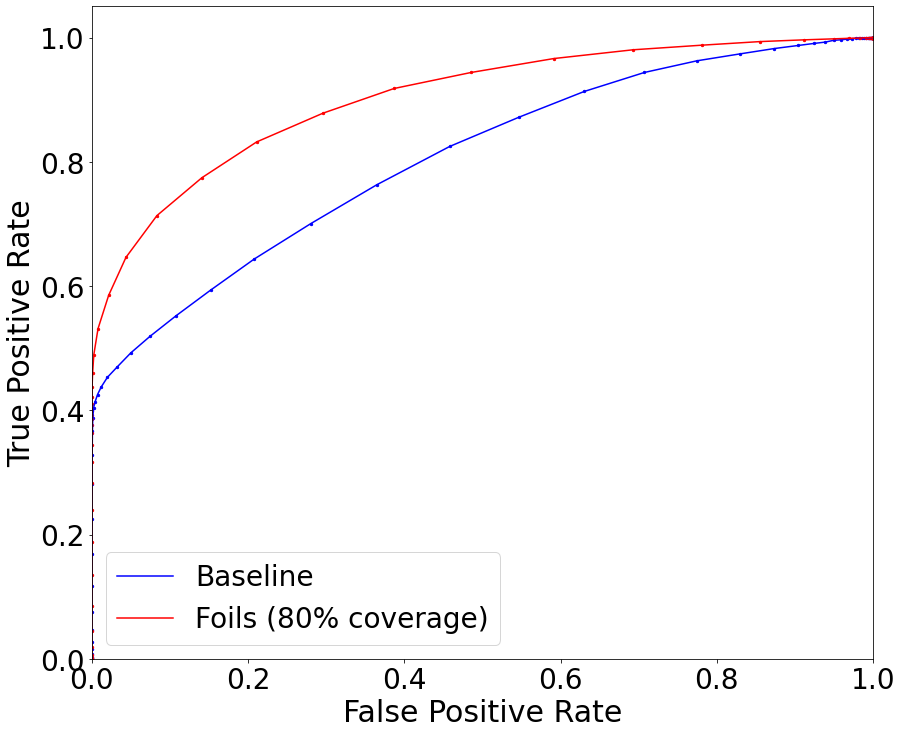 True Positive Rate
1.0
0.8
0.6
0.4
0.2
0.0
Baseline
Foils (80% coverage)
0.0 0.2 0.4 0.6 0.8 1.0
False Positive Rate